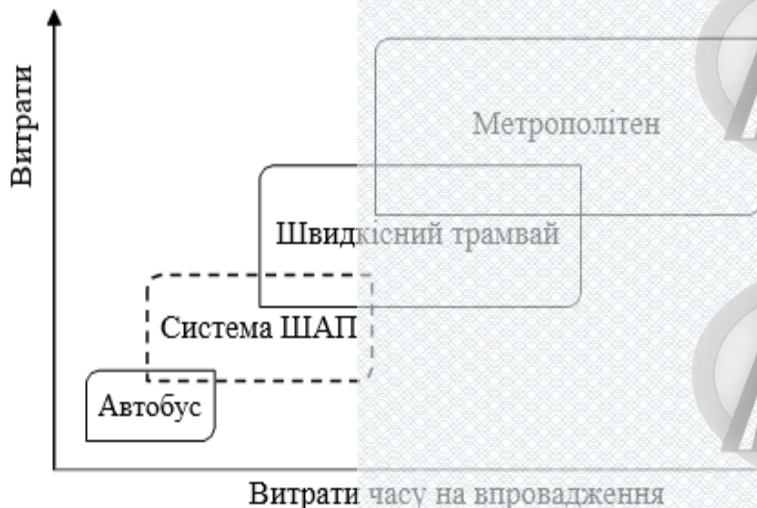 Витрати
Метрополітен
Швидкісний трамвай
Система ШАП
Автобус
Витрати часу на впровадження